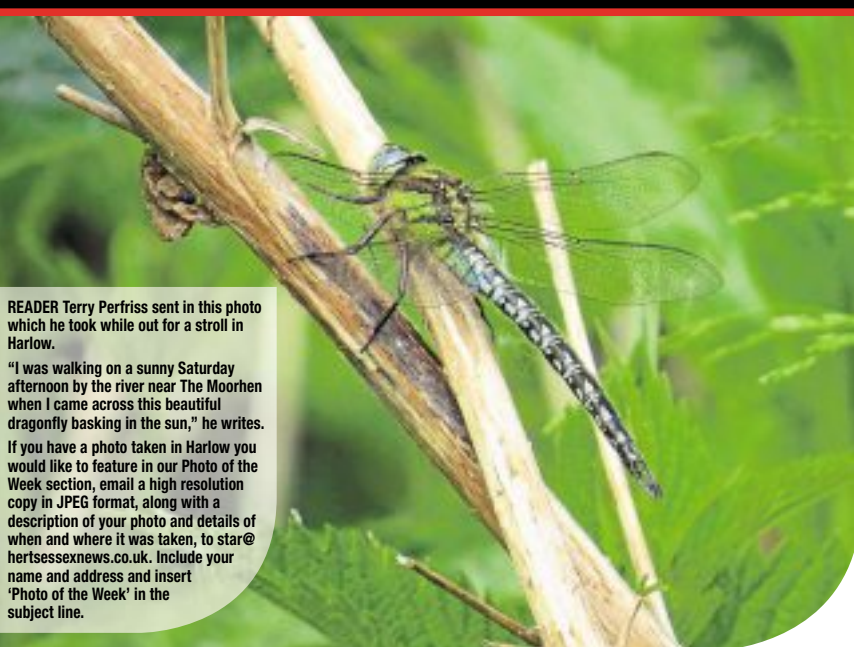 READER Terry Perfriss sent in this photo
which he took while out for a stroll in
Harlow.
"I was walking on a sunny Saturday
afternoon by the river near The Moorhen
when I came across this beautiful
dragonfly basking in the sun," he writes.
If you have a photo taken in Harlow you
would like to feature in our Photo of the
Week section, email a high resolution
copy in JPEG format, along with a
description of your photo and details of
when and where it was taken, to star@
hertsessexnews.co.uk. Include your
name and address and insert
'Photo of the Week' in the
subject line.